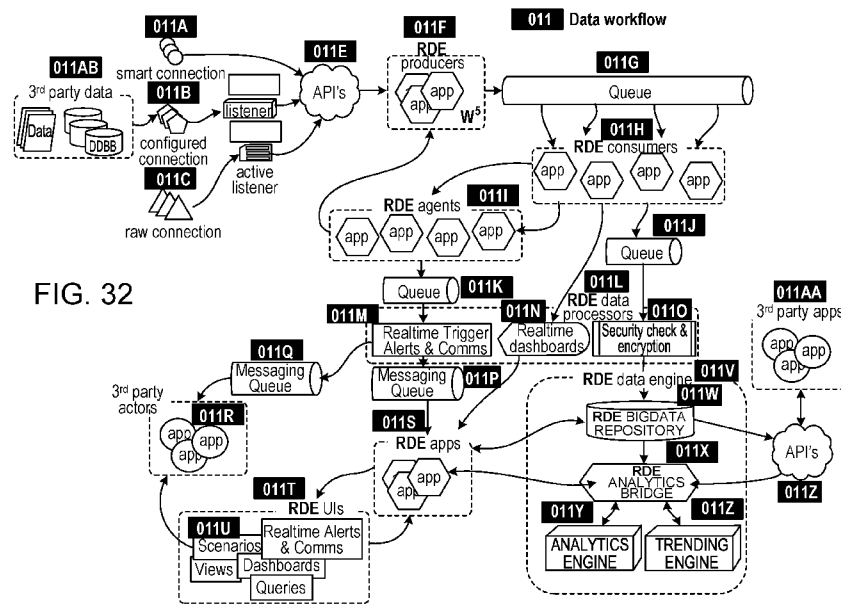 011 Data workflow
011A
smart connection
011AB
3rd party data
Data
DDBB
011B
configured
connection
listener
active
listener
011C
raw connection
011E
API's
011F
RDE
producers
app
app
app
W5
011G
Queue
011H
RDE consumers
app
app
app
app
011I
RDE agents
app
app
app
app
011J
Queue
011K
Queue
FIG. 32
011L
RDE data
processors
011M
Realtime Trigger
Alerts & Comms
011N
Realtime
dashboards
011O
Security check &
encryption
011AA
3rd party apps
app
app
app
011Q
Messaging
Queue
011P
Messaging
Queue
3rd party
actors
011R
app
app
app
011S
RDE apps
app
app
app
011V
RDE data engine
011W
RDE BIGDATA
REPOSITORY
011X
RDE
ANALYTICS
BRIDGE
API's
011Z
011Y
ANALYTICS
ENGINE
011Z
TRENDING
ENGINE
011T
RDE UIs
011U
Realtime Alerts
& Comms
Scenarios
Views
Dashboards
Queries